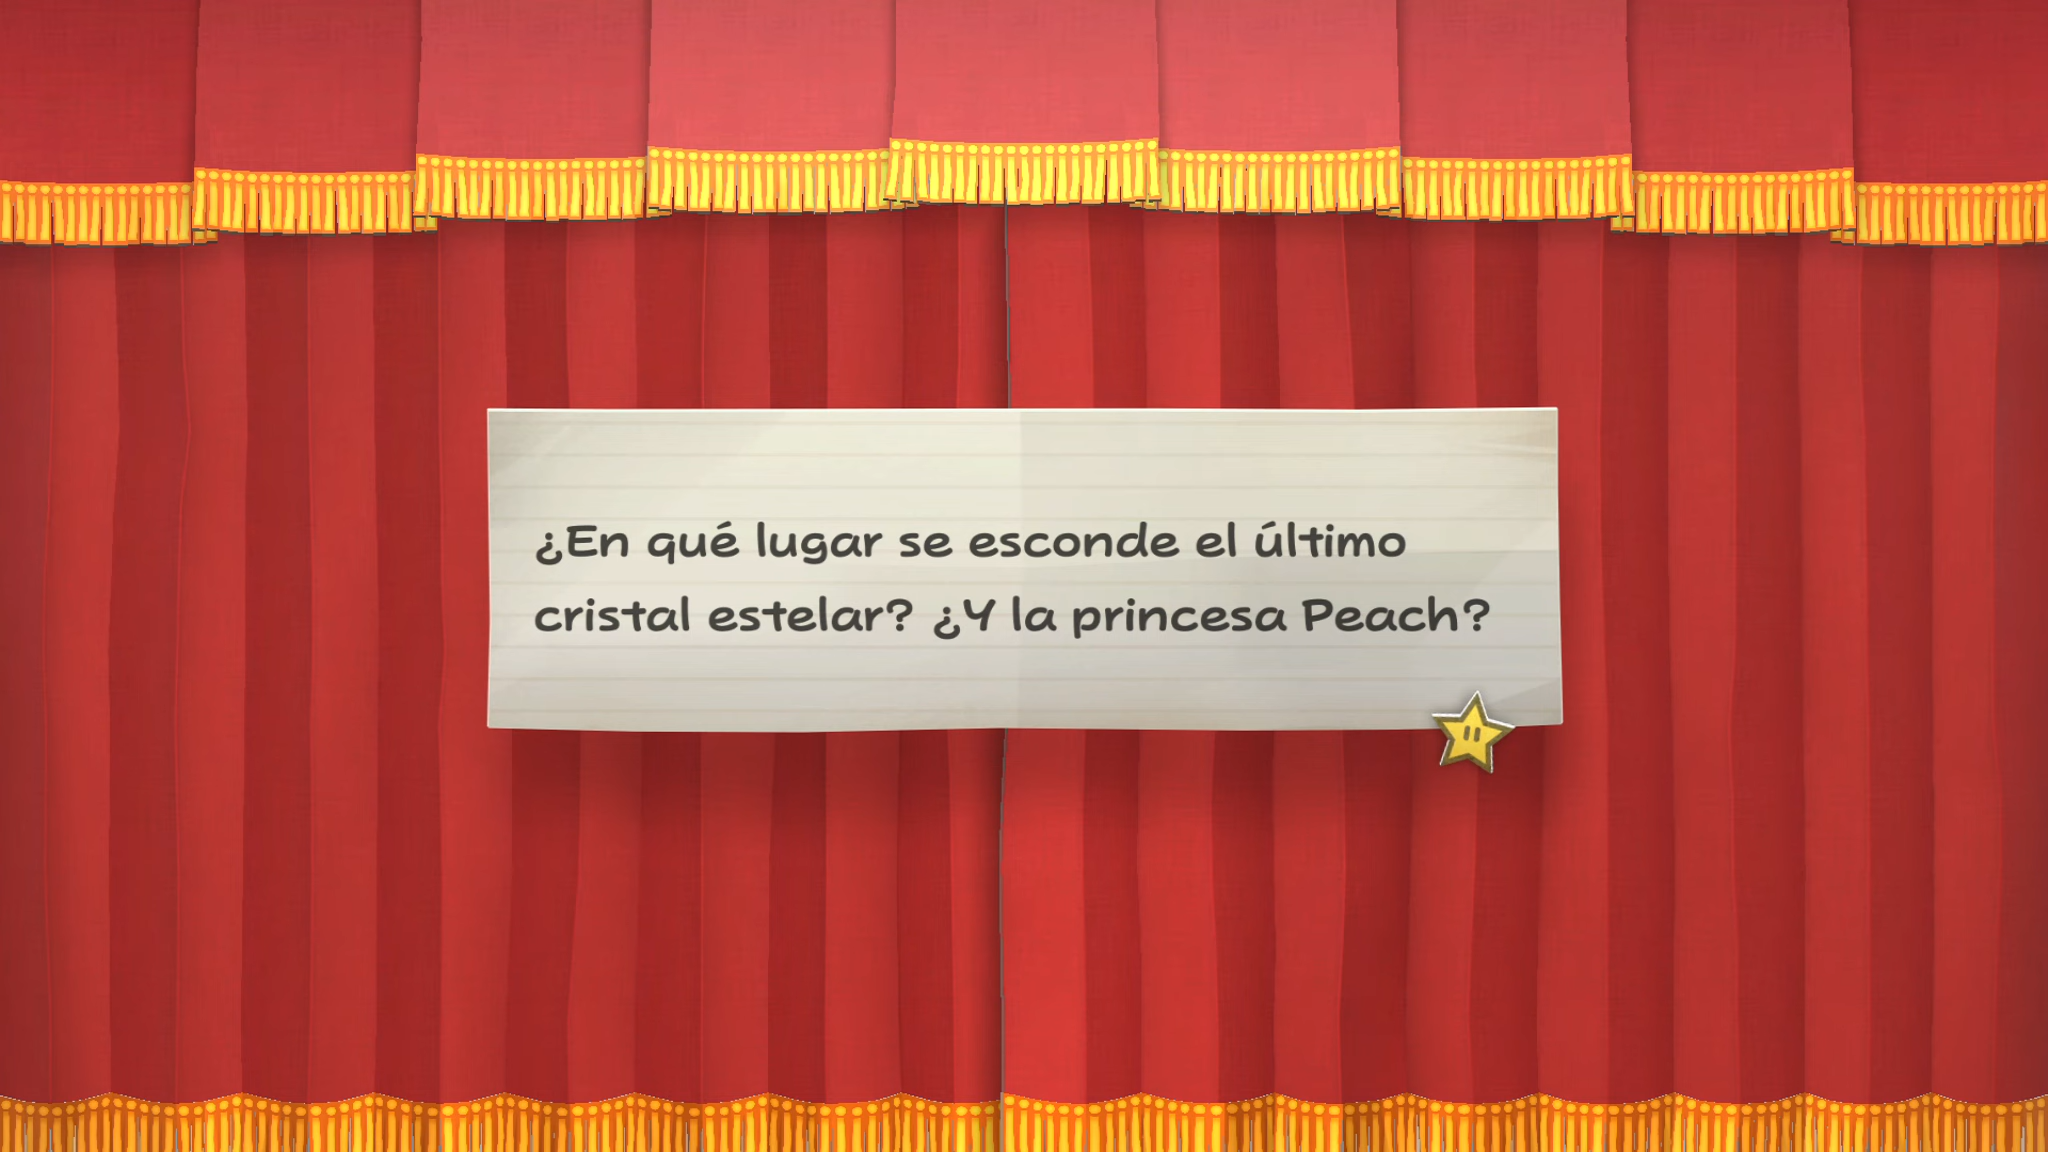 ¿En qué lugar se esconde el último
cristal estelar? ¿Y la princesa Peach?